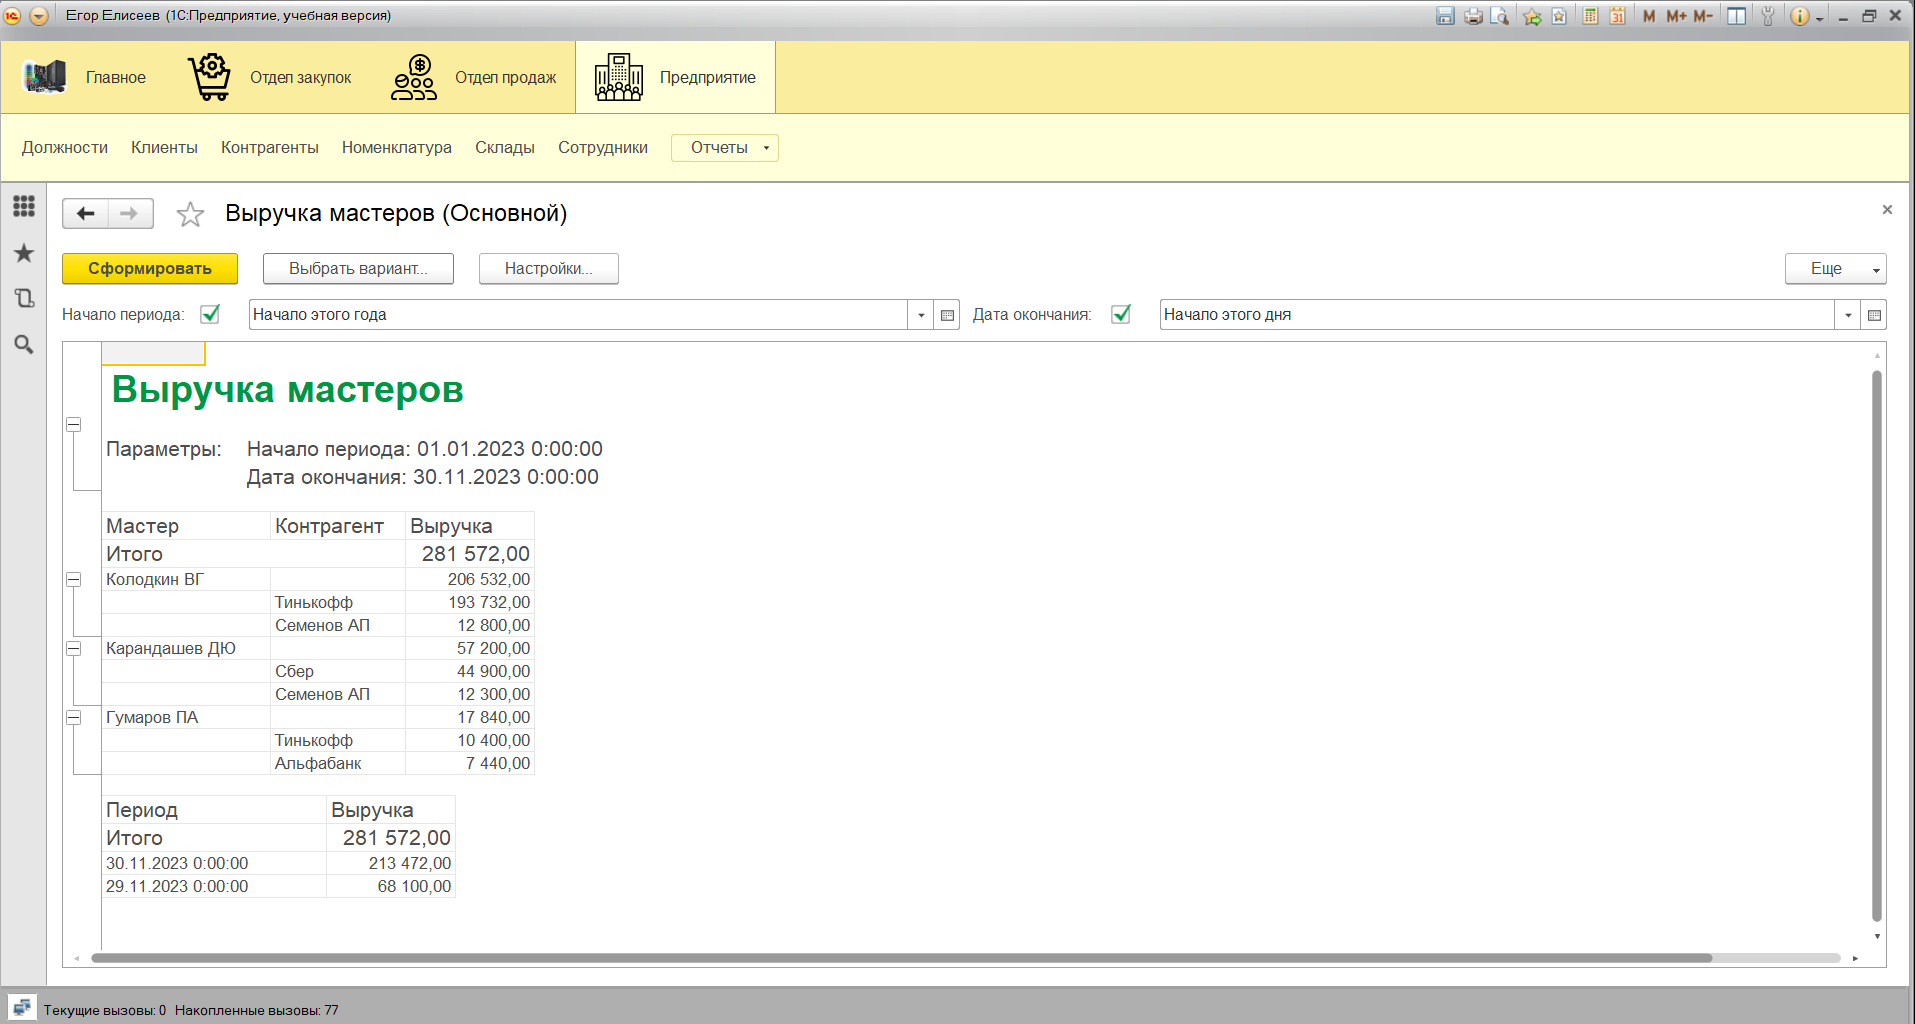 Егор Елисеев (1С:Предприятие, учебная версия)
31 M M+ M-
Главное Отдел закупок Отдел продаж Предприятие
Должности Клиенты Контрагенты Номенклатура Склады Сотрудники Отчеты
Выручка мастеров (Основной)
Сформировать Выбрать вариант... Настройки... Еще
Начало периода: Начало этого года Дата окончания: Начало этого дня
Выручка мастеров
Параметры: Начало периода: 01.01.2023 0:00:00
Дата окончания: 30.11.2023 0:00:00
Мастер Контрагент Выручка
Итого 281 572,00
Колодкин ВГ 206 532,00
Тинькофф 193 732,00
Семенов АП 12 800,00
Карандашев ДЮ 57 200,00
Сбер 44 900,00
Семенов АП 12 300,00
Гумаров ПА 17 840,00
Тинькофф 10 400,00
Альфабанк 7 440,00
Период Выручка
Итого 281 572,00
30.11.2023 0:00:00 213 472,00
29.11.2023 0:00:00 68 100,00
Текущие вызовы: 0 Накопленные вызовы: 77